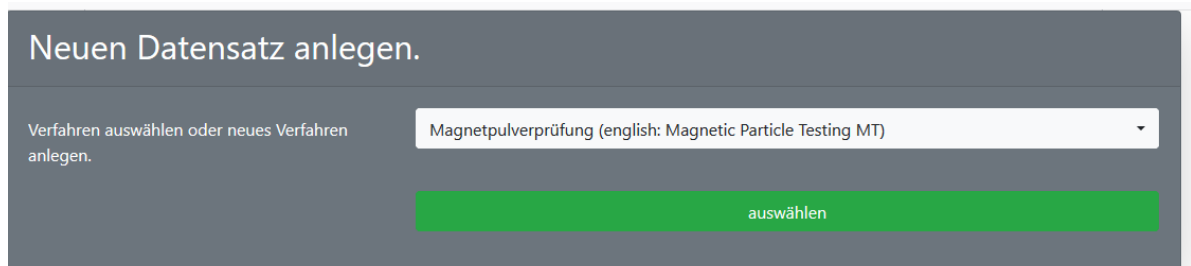 Neuen Datensatz anlegen.
Verfahren auswählen oder neues Verfahren
anlegen.
Magnetpulverprüfung (english: Magnetic Particle Testing MT)
auswählen